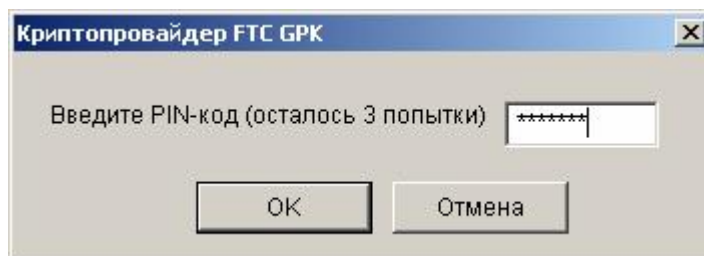 Криптопровайдер FTC GPK
Введите PIN-код (осталось 3 попытки) *******
OK Отмена